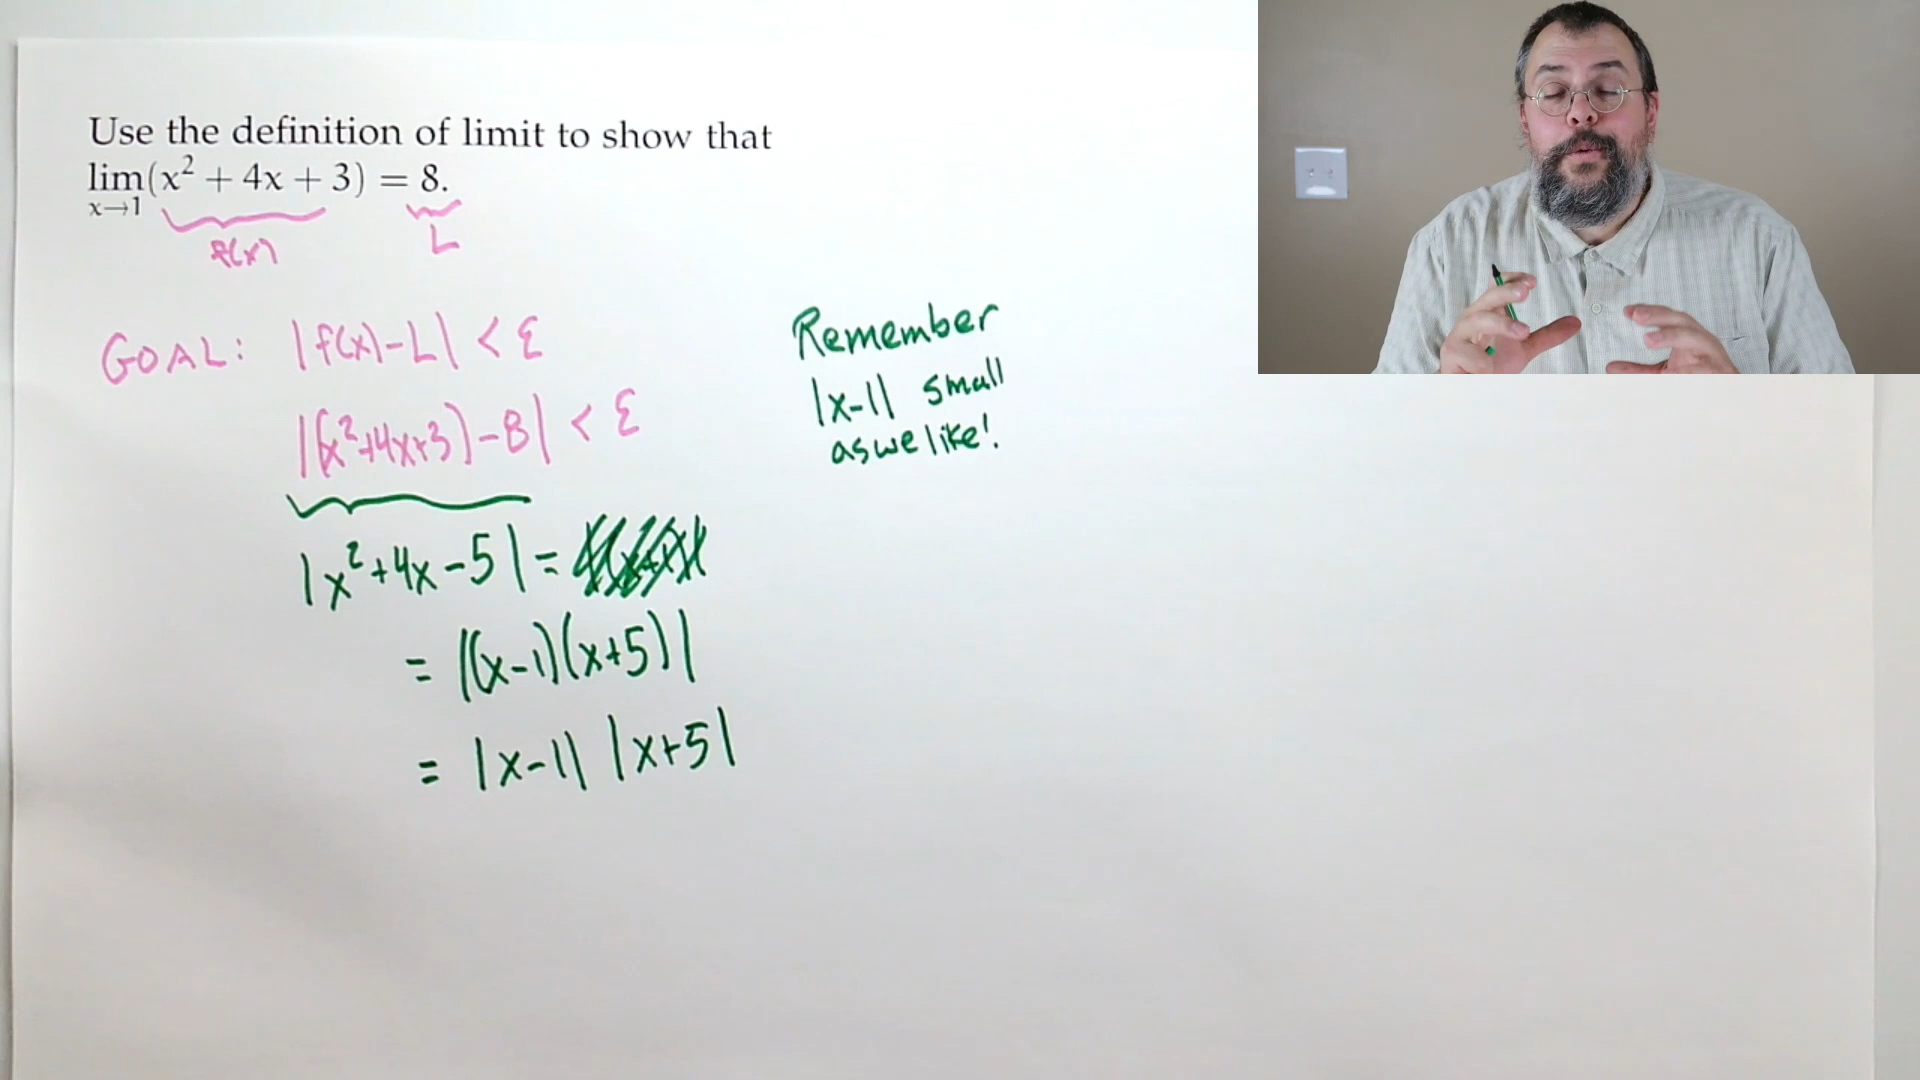 Use the definition of limit to show that
lim(x² + 4x + 3) = 8.
x→1
f(x)
L
GOAL: |f(x)-L| < ε
|(x²+4x+3)-8| < ε
Remember
|x-1| small
as we like!
|x²+4x-5| =
= |(x-1)(x+5)|
= |x-1| |x+5|